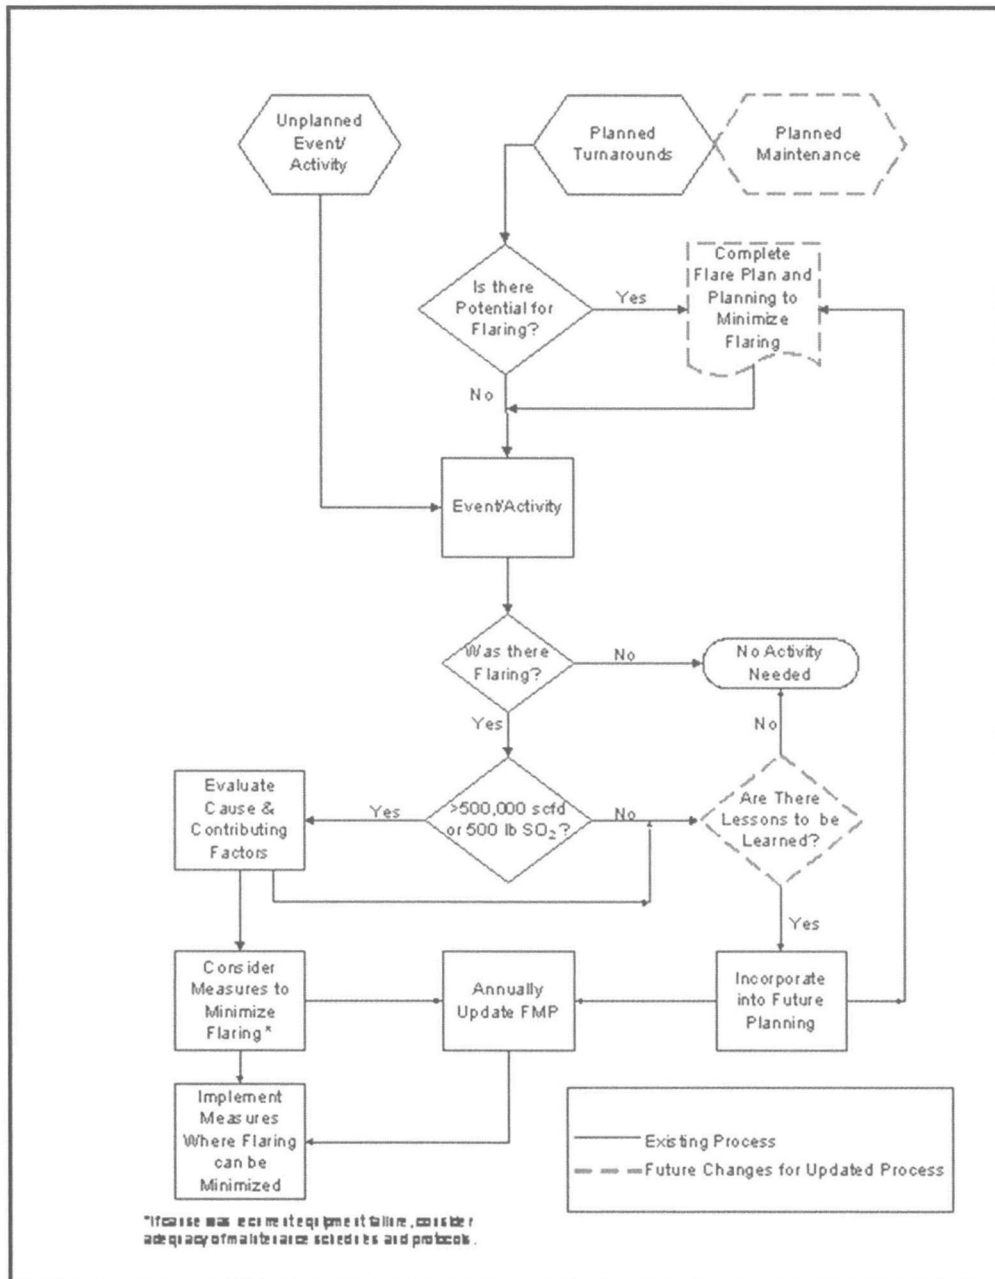 Unplanned
Event/
Activity
Planned
Turnarounds
Planned
Maintenance
Is there
Potential for
Flaring?
Yes
Complete
Flare Plan and
Planning to
Minimize
Flaring
No
Event/Activity
Was there
Flaring?
No
No Activity
Needed
Yes
No
Evaluate
Cause &
Contributing
Factors
Yes
>500,000 scfd
or 500 lb SO₂?
No
Are There
Lessons to be
Learned?
Yes
Consider
Measures to
Minimize
Flaring*
Annually
Update FMP
Incorporate
into Future
Planning
Implement
Measures
Where Flaring
can be
Minimized
Existing Process
Future Changes for Updated Process
*If cause was recurrent equipment failure, consider
adequacy of maintenance schedules and protocols.